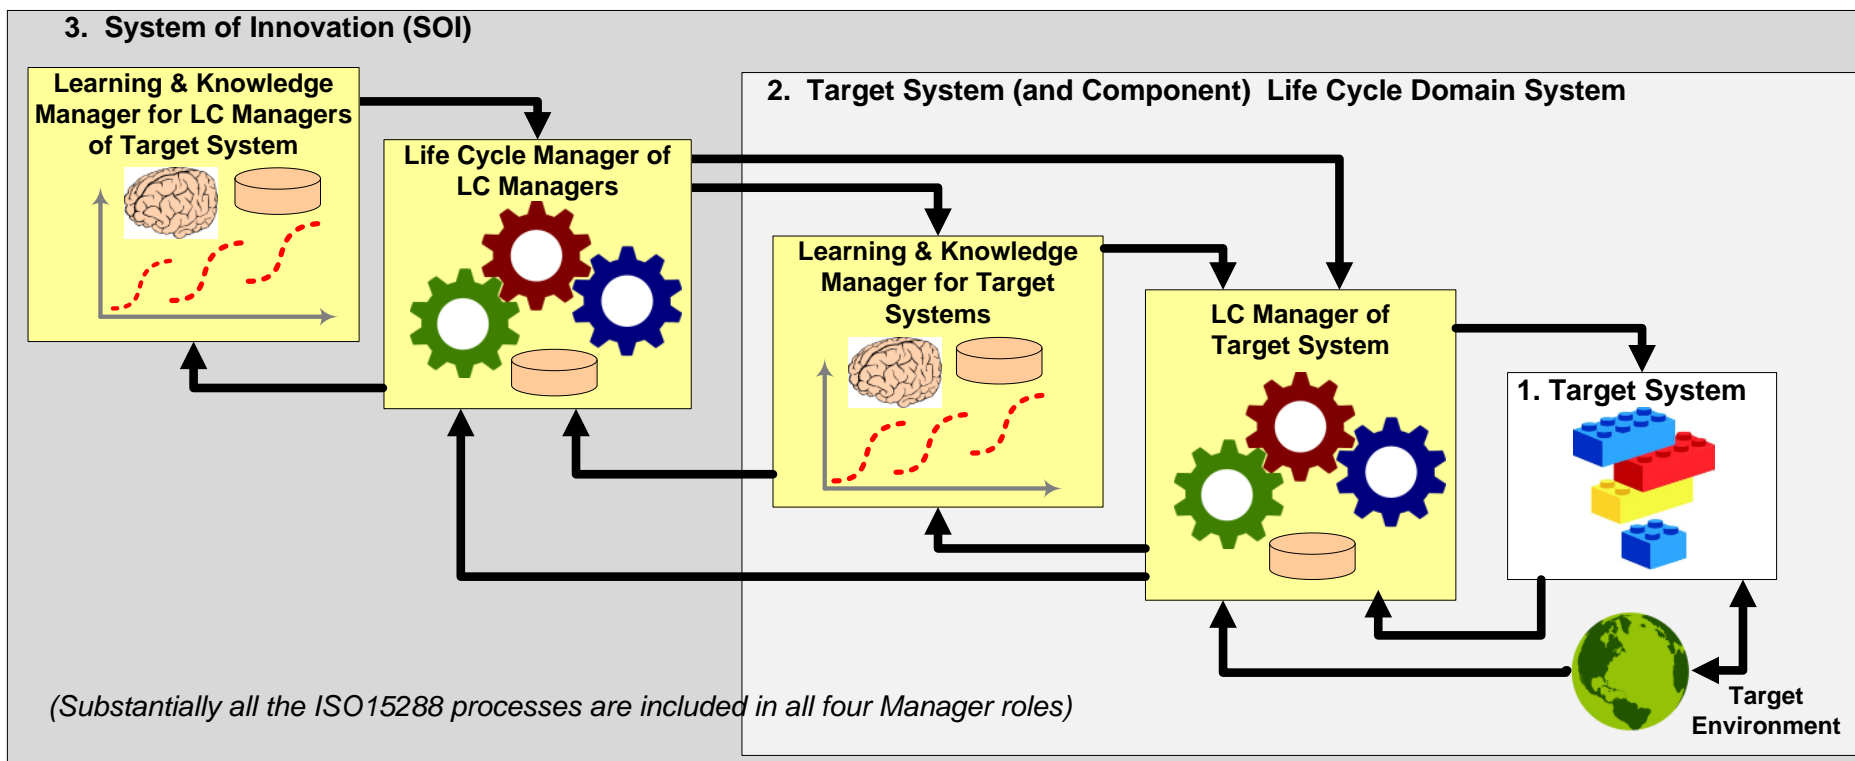 3. System of Innovation (SOI)
Learning & Knowledge
Manager for LC Managers
of Target System
2. Target System (and Component) Life Cycle Domain System
Life Cycle Manager of
LC Managers
Learning & Knowledge
Manager for Target
Systems
LC Manager of
Target System
1. Target System
(Substantially all the ISO15288 processes are included in all four Manager roles)
Target
Environment